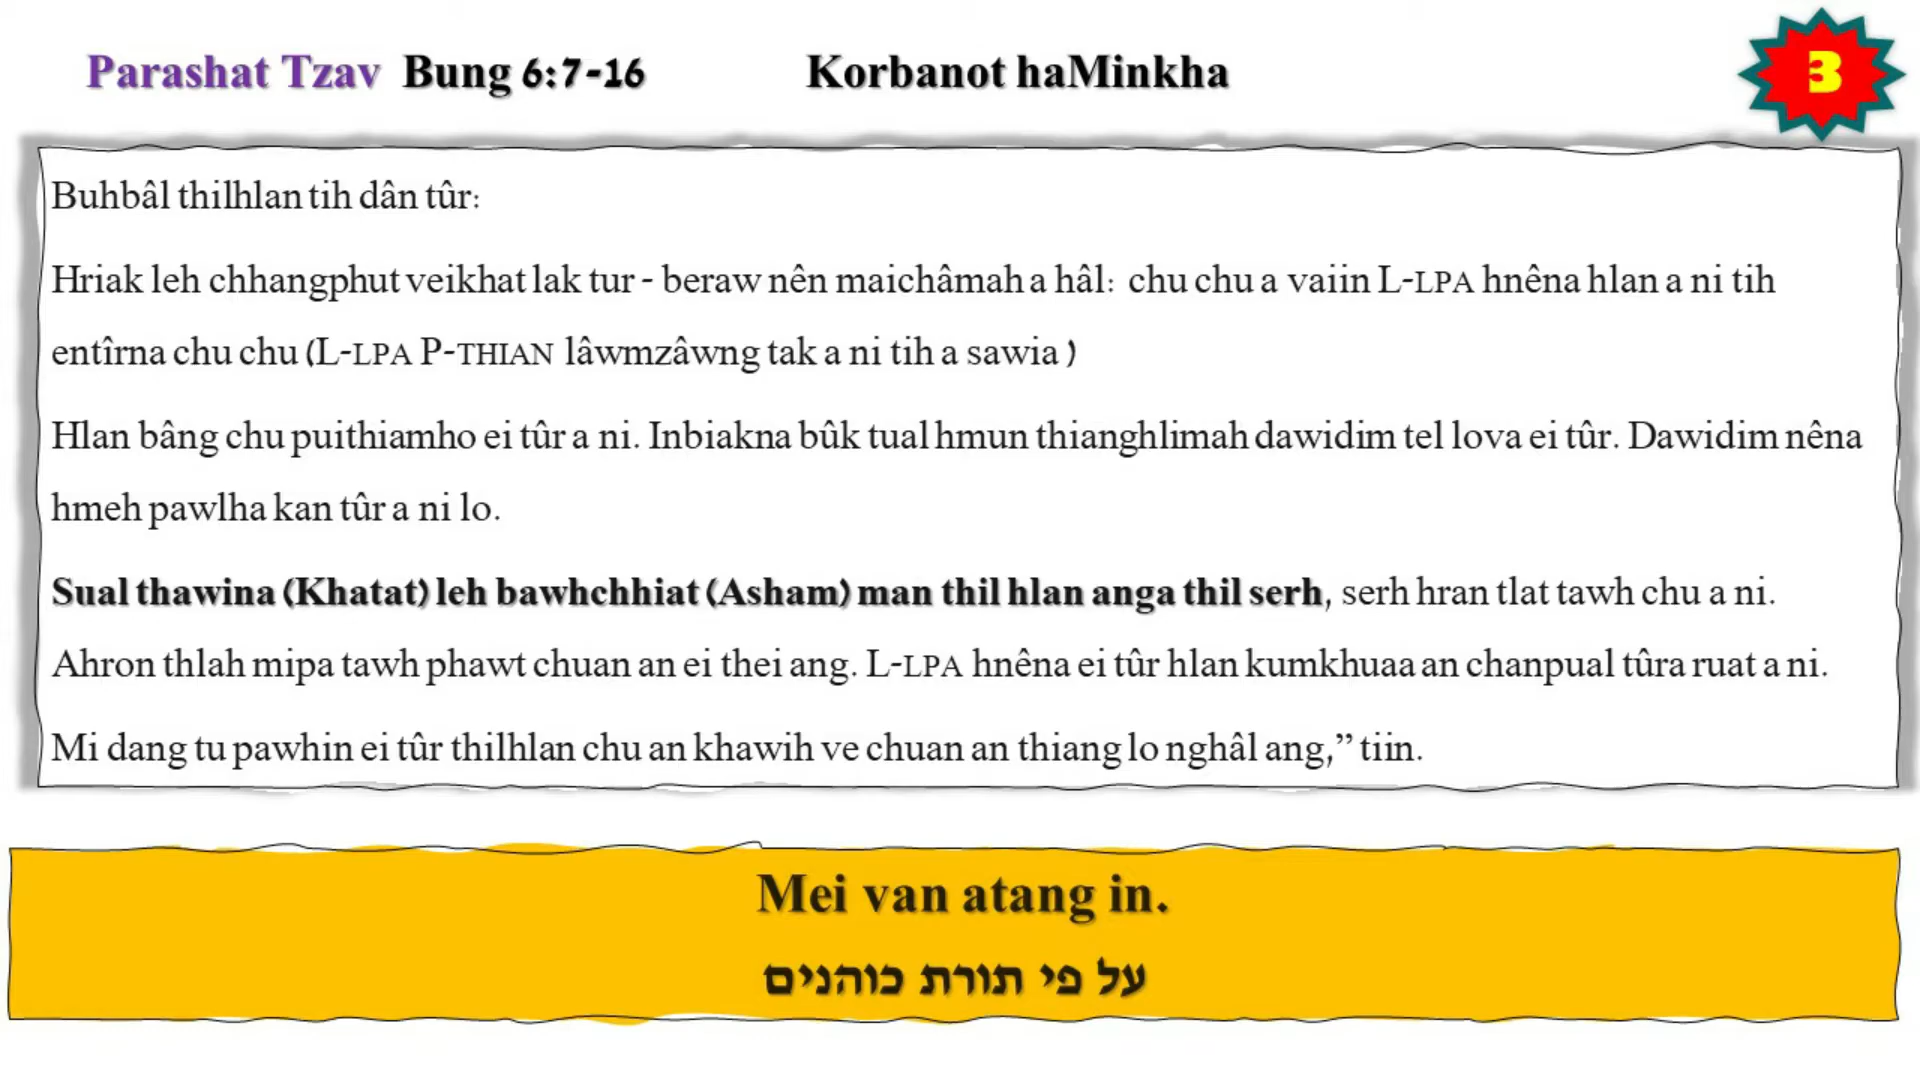 Parashat Tzav Bung 6:7-16 Korbanot haMinkha
3
Buhbâl thilhlan tih dân tûr:
Hriak leh chhangphut veikhat lak tur - beraw nên maichâmah a hâl: chu chu a vaiin L-LPA hnêna hlan a ni tih
entîrna chu chu (L-LPA P-THIAN lâwmzâwng tak a ni tih a sawia )
Hlan bâng chu puithiamho ei tûr a ni. Inbiakna bûk tual hmun thianghlimah dawidim tel lova ei tûr. Dawidim nêna
hmeh pawlha kan tûr a ni lo.
Sual thawina (Khatat) leh bawhchhiat (Asham) man thil hlan anga thil serh, serh hran tlat tawh chu a ni.
Ahron thlah mipa tawh phawt chuan an ei thei ang. L-LPA hnêna ei tûr hlan kumkhuaa an chanpual tûra ruat a ni.
Mi dang tu pawhin ei tûr thilhlan chu an khawih ve chuan an thiang lo nghâl ang,” tiin.
Mei van atang in.
על פי תורת כוהנים